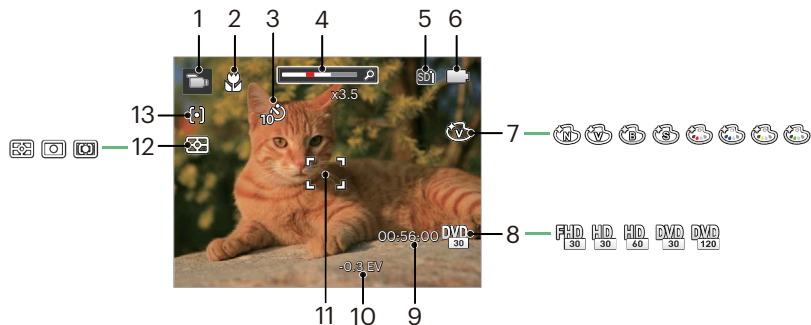 1 2 3 4 5 6
SD
x3.5
10
13
V
7 N V B S
12
00:56:00 DVD 30 8 FHD 30 HD 30 HD 60 DVD 30 DVD 120
-0.3 EV
11 10 9